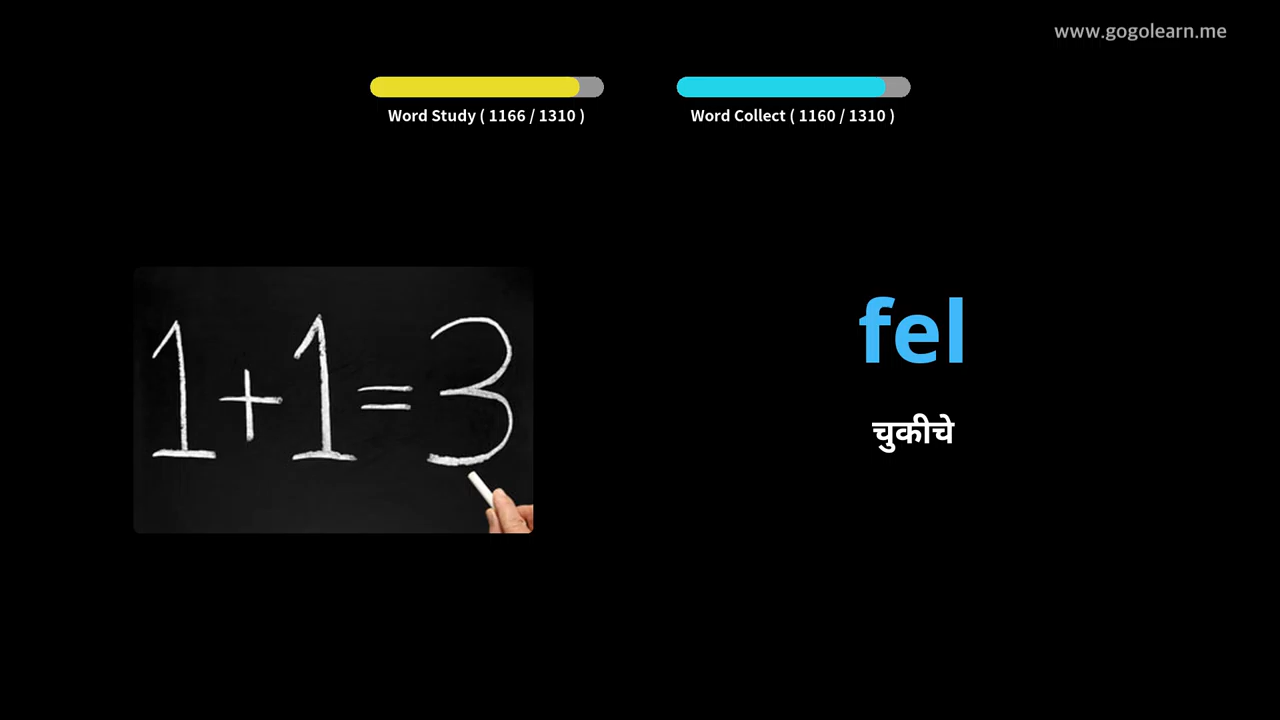 www.gogolearn.me
Word Study ( 1166 / 1310 )
Word Collect ( 1160 / 1310 )
1+1=3
fel
चुकीचे